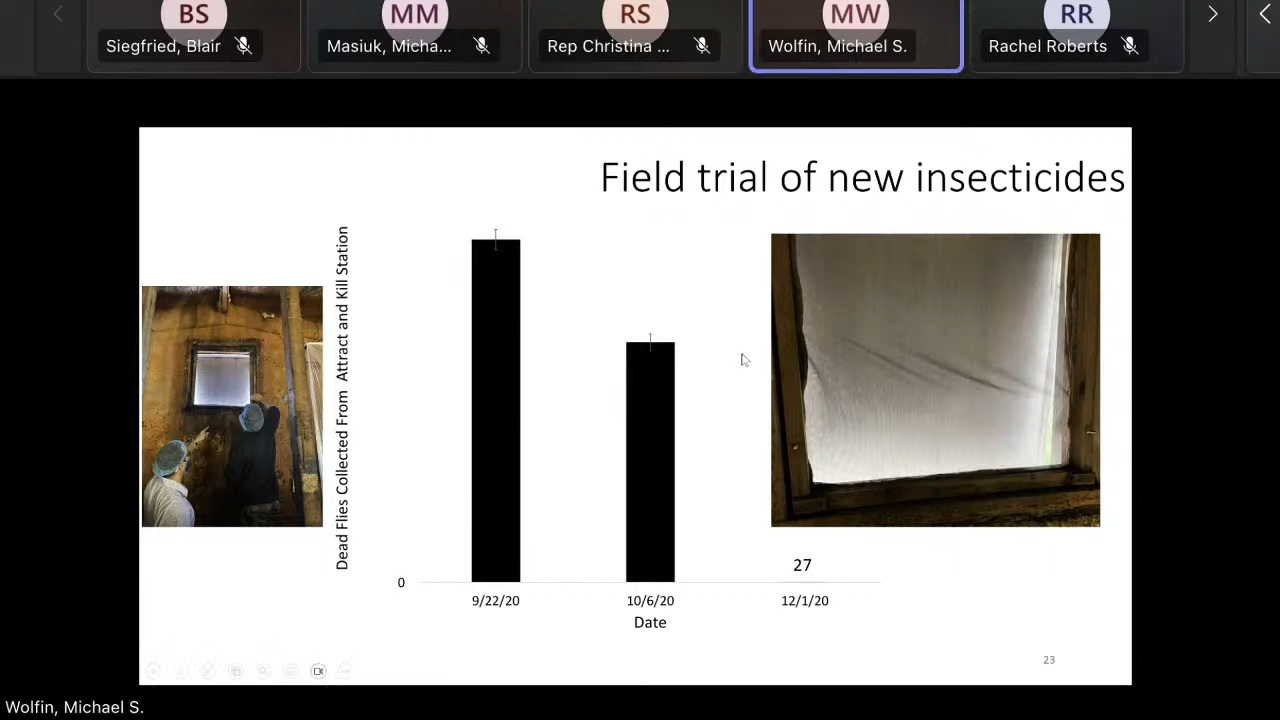 BS
MM
RS
MW
RR
Siegfried, Blair
Masiuk, Micha...
Rep Christina ...
Wolfin, Michael S.
Rachel Roberts
Field trial of new insecticides
Dead Flies Collected From Attract and Kill Station
27
0
9/22/20
10/6/20
12/1/20
Date
23
Wolfin, Michael S.